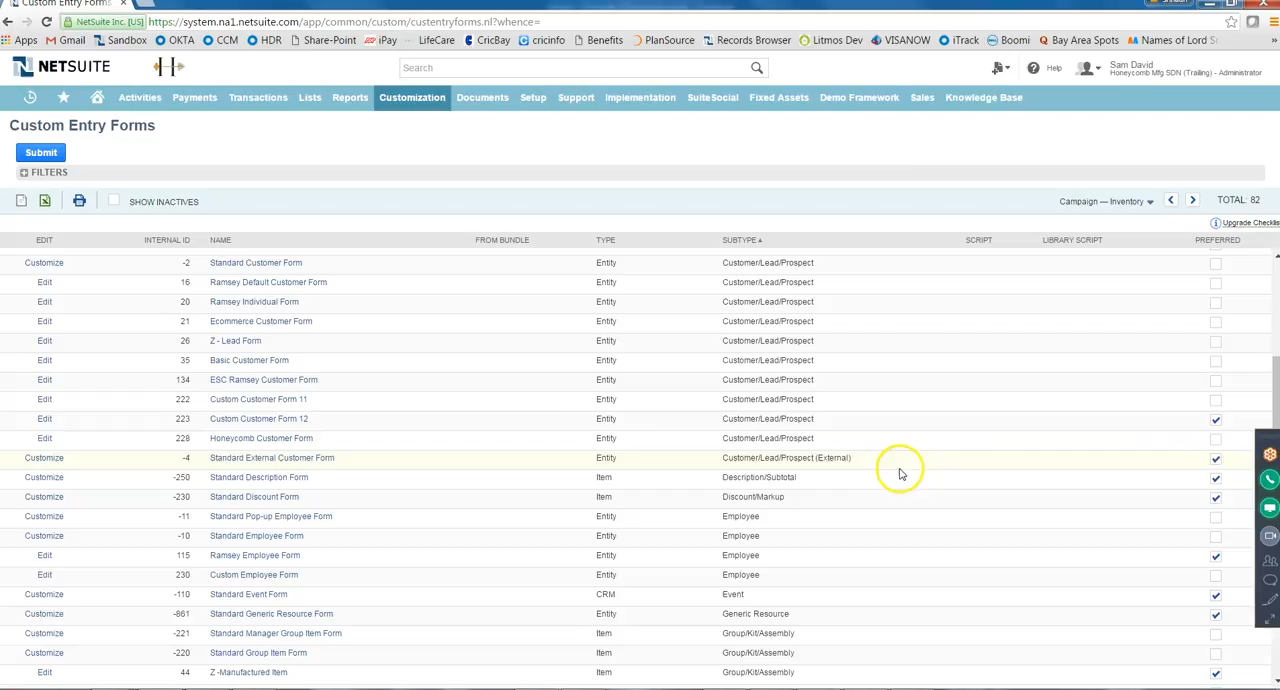 Custom Entry Forms
NetSuite Inc. [US] https://system.na1.netsuite.com/app/common/custom/custentryforms.nl?whence=
Apps Gmail Sandbox OKTA CCM HDR Share-Point iPay LifeCare CricBay cricinfo Benefits PlanSource Records Browser Litmos Dev VISANOW iTrack Boomi Bay Area Spots Names of Lord S
NETSUITE Search Help Sam David
Honeycomb Mfg SDN (Trailing) - Administrator
Activities Payments Transactions Lists Reports Customization Documents Setup Support Implementation SuiteSocial Fixed Assets Demo Framework Sales Knowledge Base
Custom Entry Forms
Submit
FILTERS
SHOW INACTIVES Campaign — Inventory TOTAL: 82
Upgrade Checklis
EDIT INTERNAL ID NAME FROM BUNDLE TYPE SUBTYPE SCRIPT LIBRARY SCRIPT PREFERRED
Customize -2 Standard Customer Form Entity Customer/Lead/Prospect
Edit 16 Ramsey Default Customer Form Entity Customer/Lead/Prospect
Edit 20 Ramsey Individual Form Entity Customer/Lead/Prospect
Edit 21 Ecommerce Customer Form Entity Customer/Lead/Prospect
Edit 26 Z - Lead Form Entity Customer/Lead/Prospect
Edit 35 Basic Customer Form Entity Customer/Lead/Prospect
Edit 134 ESC Ramsey Customer Form Entity Customer/Lead/Prospect
Edit 222 Custom Customer Form 11 Entity Customer/Lead/Prospect
Edit 223 Custom Customer Form 12 Entity Customer/Lead/Prospect
Edit 228 Honeycomb Customer Form Entity Customer/Lead/Prospect
Customize -4 Standard External Customer Form Entity Customer/Lead/Prospect (External)
Customize -250 Standard Description Form Item Description/Subtotal
Customize -230 Standard Discount Form Item Discount/Markup
Customize -11 Standard Pop-up Employee Form Entity Employee
Customize -10 Standard Employee Form Entity Employee
Edit 115 Ramsey Employee Form Entity Employee
Edit 230 Custom Employee Form Entity Employee
Customize -110 Standard Event Form CRM Event
Customize -861 Standard Generic Resource Form Entity Generic Resource
Customize -221 Standard Manager Group Item Form Item Group/Kit/Assembly
Customize -220 Standard Group Item Form Item Group/Kit/Assembly
Edit 44 Z -Manufactured Item Item Group/Kit/Assembly